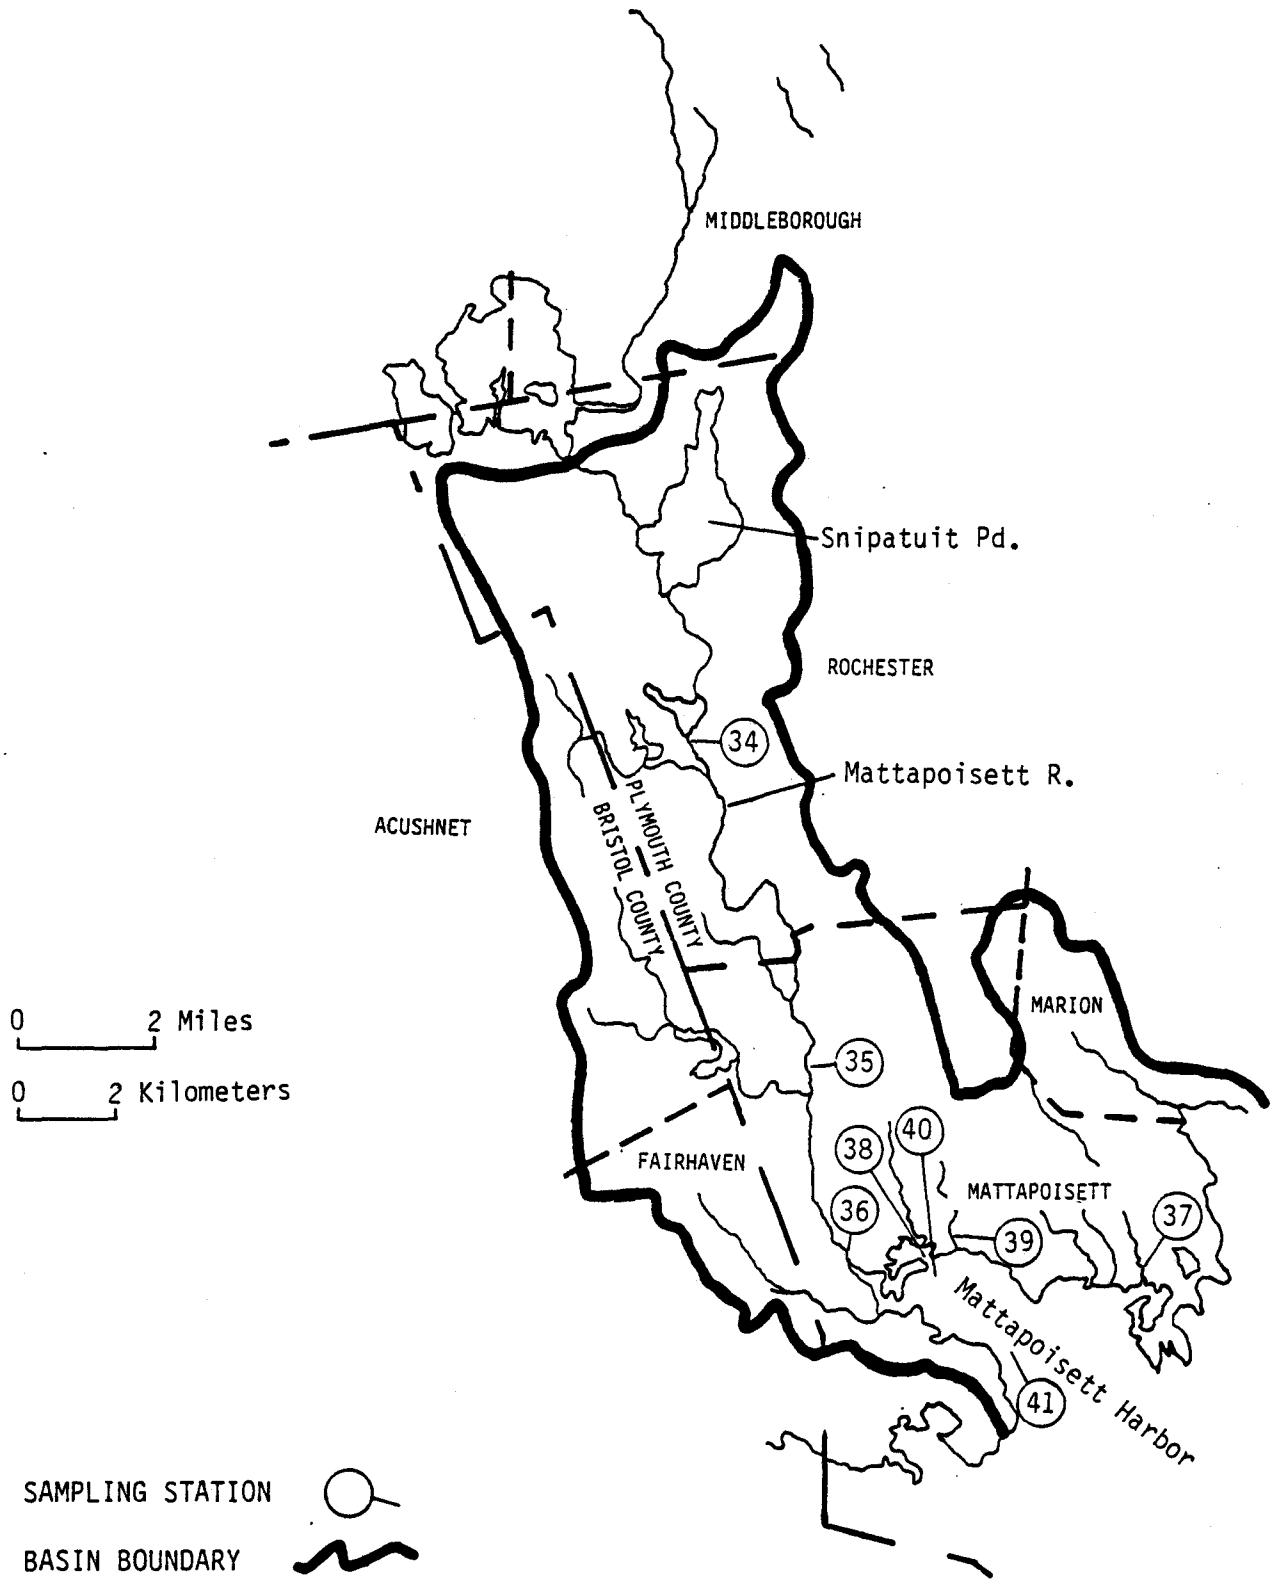 MIDDLEBOROUGH
Snipatuit Pd.
ROCHESTER
34
Mattapoisett R.
PLYMOUTH COUNTY
BRISTOL COUNTY
ACUSHNET
MARION
0 2 Miles
0 2 Kilometers
35
40
38
FAIRHAVEN
MATTAPOISETT
36
37
39
Mattapoisett Harbor
41
SAMPLING STATION
BASIN BOUNDARY